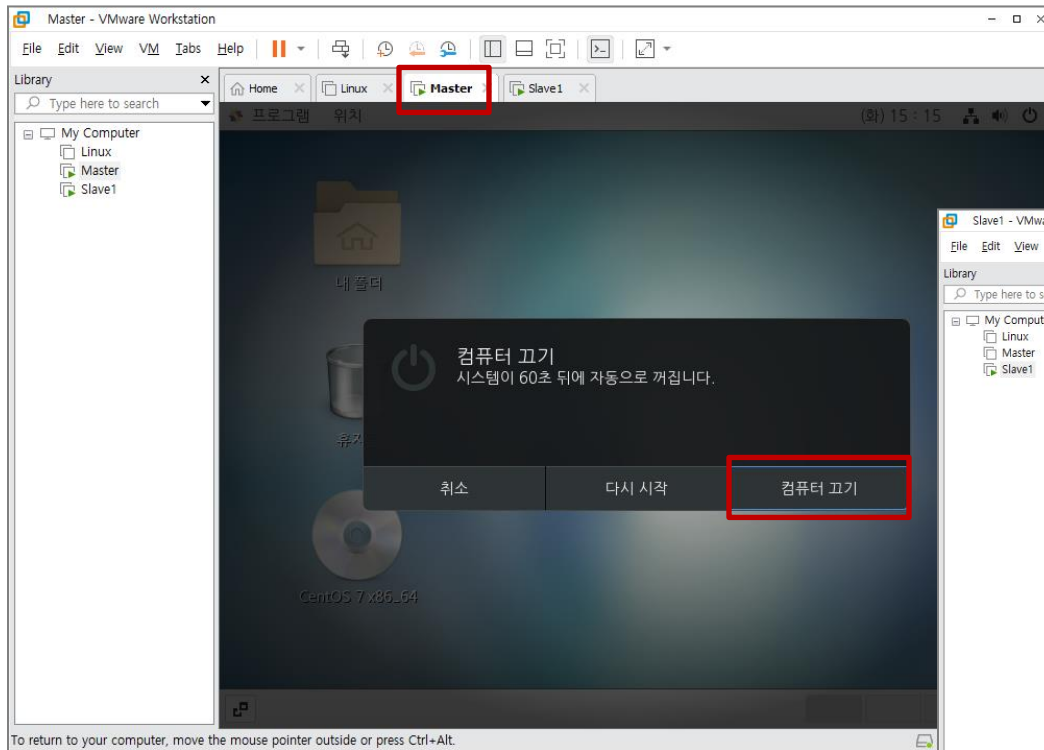 Master - VMware Workstation
File Edit View VM Tabs Help
Library
Type here to search
My Computer
Linux
Master
Slave1
Home
Linux
Master
Slave1
프로그램 위치
(화) 15 : 15
내 폴더
컴퓨터 끄기
시스템이 60초 뒤에 자동으로 꺼집니다.
취소
다시 시작
컴퓨터 끄기
CentOS 7 x86_64
To return to your computer, move the mouse pointer outside or press Ctrl+Alt.
Slave1 - VMwa
File Edit View
Library
Type here to s
My Comput
Linux
Master
Slave1